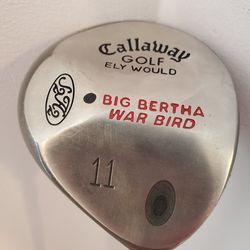 Callaway
GOLF
ELY WOULD
BIG BERTHA
WAR BIRD
11